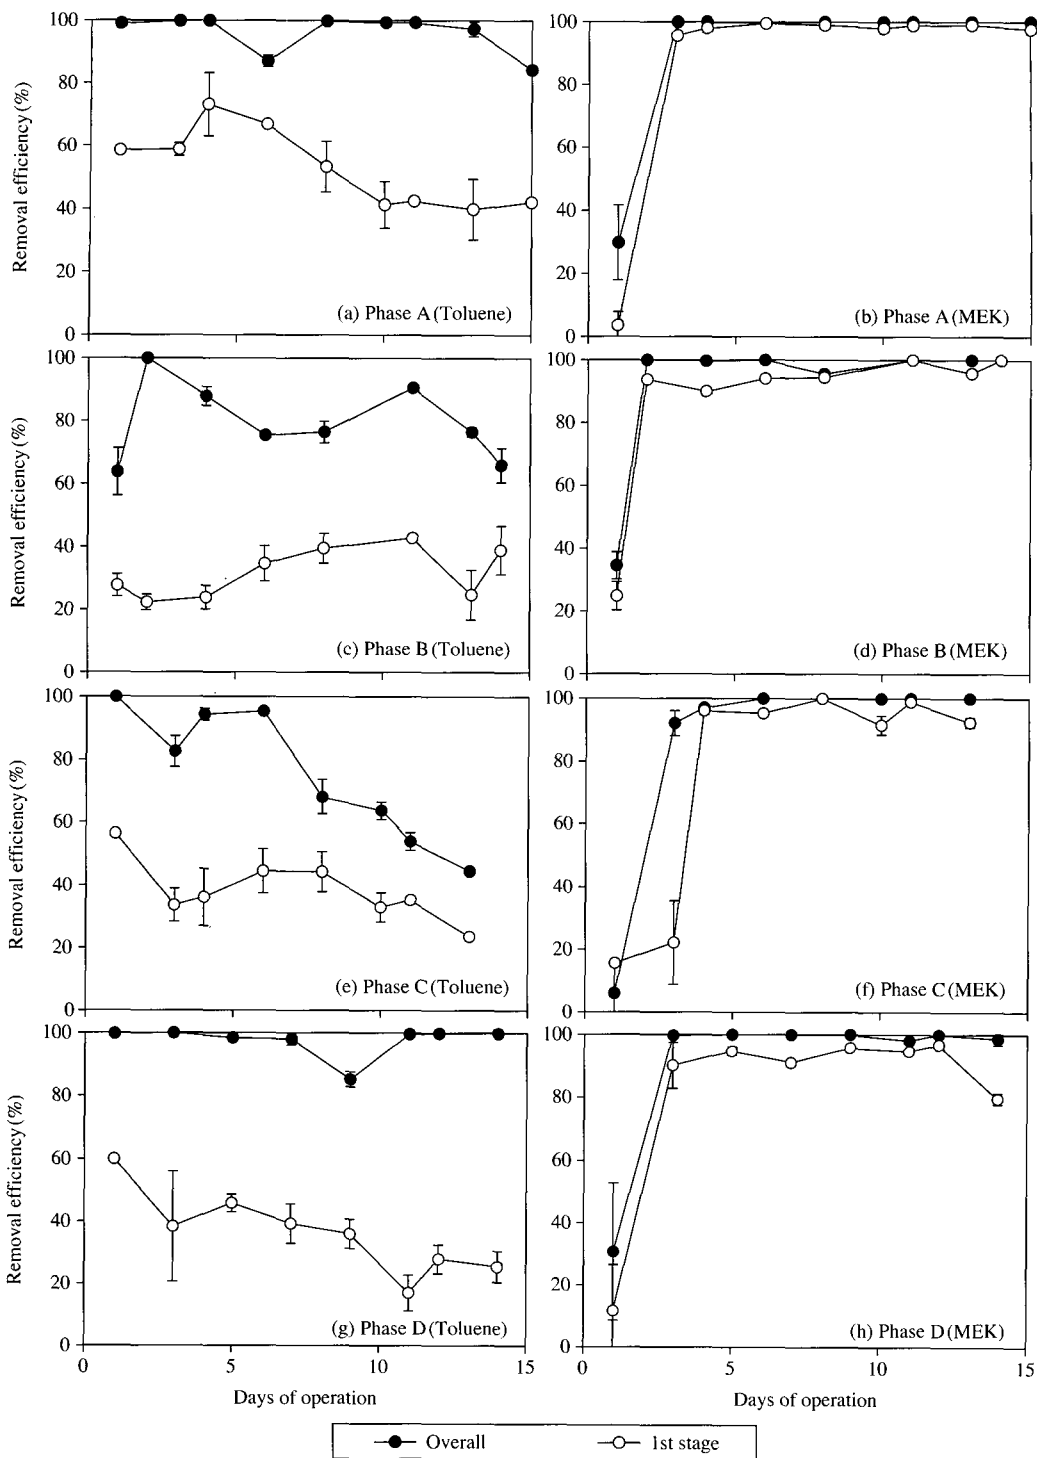 100
80
60
40
20
0
Removal efficiency (%)
(a) Phase A (Toluene)
100
80
60
40
20
0
(b) Phase A (MEK)
100
80
60
40
20
0
Removal efficiency (%)
(c) Phase B (Toluene)
100
80
60
40
20
0
(d) Phase B (MEK)
100
80
60
40
20
0
Removal efficiency (%)
(e) Phase C (Toluene)
100
80
60
40
20
0
(f) Phase C (MEK)
100
80
60
40
20
0
Removal efficiency (%)
(g) Phase D (Toluene)
0 5 10 15
Days of operation
100
80
60
40
20
0
(h) Phase D (MEK)
0 5 10 15
Days of operation
Overall 1st stage